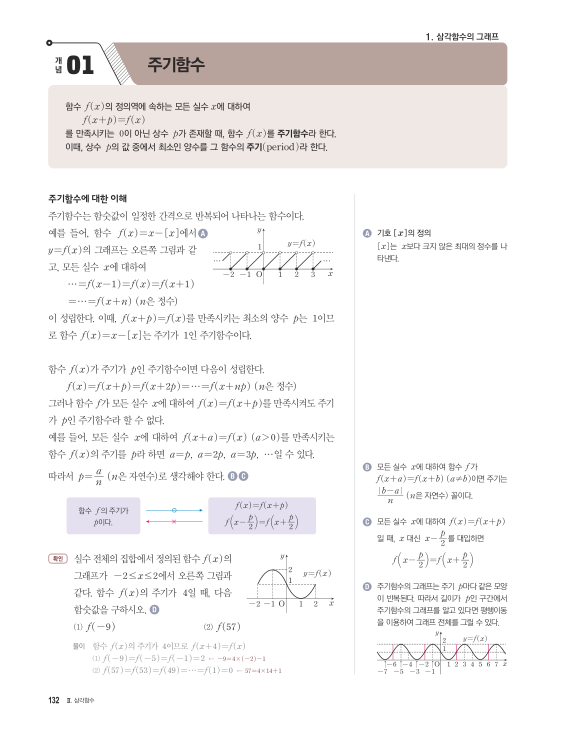 1. 삼각함수의 그래프
개념 01 주기함수
함수 f(x)의 정의역에 속하는 모든 실수 x에 대하여
f(x+p)=f(x)
를 만족시키는 0이 아닌 상수 p가 존재할 때, 함수 f(x)를 주기함수라 한다.
이때, 상수 p의 값 중에서 최소인 양수를 그 함수의 주기(period)라 한다.
주기함수에 대한 이해
주기함수는 함숫값이 일정한 간격으로 반복되어 나타나는 함수이다.
예를 들어, 함수 f(x)=x-[x]에서 A
y=f(x)의 그래프는 오른쪽 그림과 같
고, 모든 실수 x에 대하여
⋯=f(x-1)=f(x)=f(x+1)
=⋯=f(x+n) (n은 정수)
y
1
y=f(x)
⋯ ⋯
-2 -1 O 1 2 3 x
이 성립한다. 이때, f(x+p)=f(x)를 만족시키는 최소의 양수 p는 1이므
로 함수 f(x)=x-[x]는 주기가 1인 주기함수이다.
함수 f(x)가 주기가 p인 주기함수이면 다음이 성립한다.
f(x)=f(x+p)=f(x+2p)=⋯=f(x+np) (n은 정수)
그러나 함수 f가 모든 실수 x에 대하여 f(x)=f(x+p)를 만족시켜도 주기
가 p인 주기함수라 할 수 없다.
예를 들어, 모든 실수 x에 대하여 f(x+a)=f(x) (a>0)를 만족시키는
함수 f(x)의 주기를 p라 하면 a=p, a=2p, a=3p, ⋯일 수 있다.
따라서 p=a/n (n은 자연수)로 생각해야 한다. B C
함수 f의 주기가
p이다.
○
×
f(x)=f(x+p)
f(x-p/2)=f(x+p/2)
확인 실수 전체의 집합에서 정의된 함수 f(x)의
그래프가 -2≤x≤2에서 오른쪽 그림과
같다. 함수 f(x)의 주기가 4일 때, 다음
함숫값을 구하시오. D
(1) f(-9) (2) f(57)
y
2
1
y=f(x)
-2 -1 O 1 2 x
풀이 함수 f(x)의 주기가 4이므로 f(x+4)=f(x)
(1) f(-9)=f(-5)=f(-1)=2 ← -9=4×(-2)-1
(2) f(57)=f(53)=f(49)=⋯=f(1)=0 ← 57=4×14+1
A 기호 [x]의 정의
[x]는 x보다 크지 않은 최대의 정수를 나
타낸다.
B 모든 실수 x에 대하여 함수 f가
f(x+a)=f(x+b) (a≠b)이면 주기는
|b-a|/n (n은 자연수) 꼴이다.
C 모든 실수 x에 대하여 f(x)=f(x+p)
일 때, x 대신 x-p/2를 대입하면
f(x-p/2)=f(x+p/2)
D 주기함수의 그래프는 주기 p마다 같은 모양
이 반복된다. 따라서 길이가 p인 구간에서
주기함수의 그래프를 알고 있다면 평행이동
을 이용하여 그래프 전체를 그릴 수 있다.
y
2
1
y=f(x)
-6 -4 -2 O 1 2 3 4 5 6 7 x
-7 -5 -3 -1
132 Ⅱ. 삼각함수